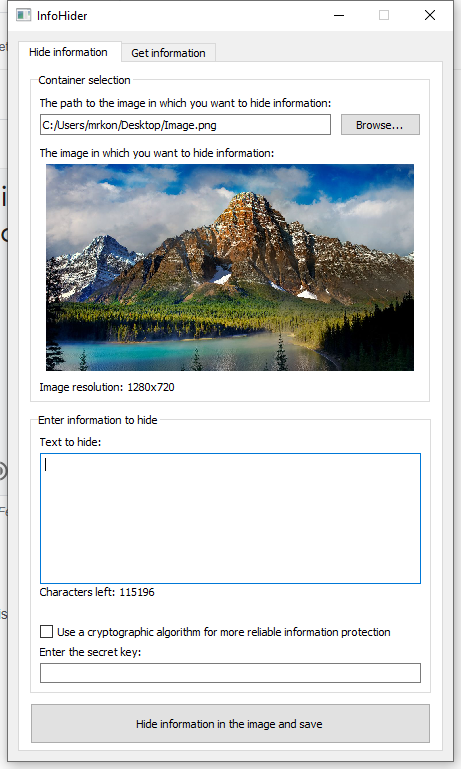 InfoHider
Hide information
Get information
Container selection
The path to the image in which you want to hide information:
C:/Users/mrkon/Desktop/Image.png
Browse...
The image in which you want to hide information:
Image resolution: 1280x720
Enter information to hide
Text to hide:
Characters left: 115196
Use a cryptographic algorithm for more reliable information protection
Enter the secret key:
Hide information in the image and save